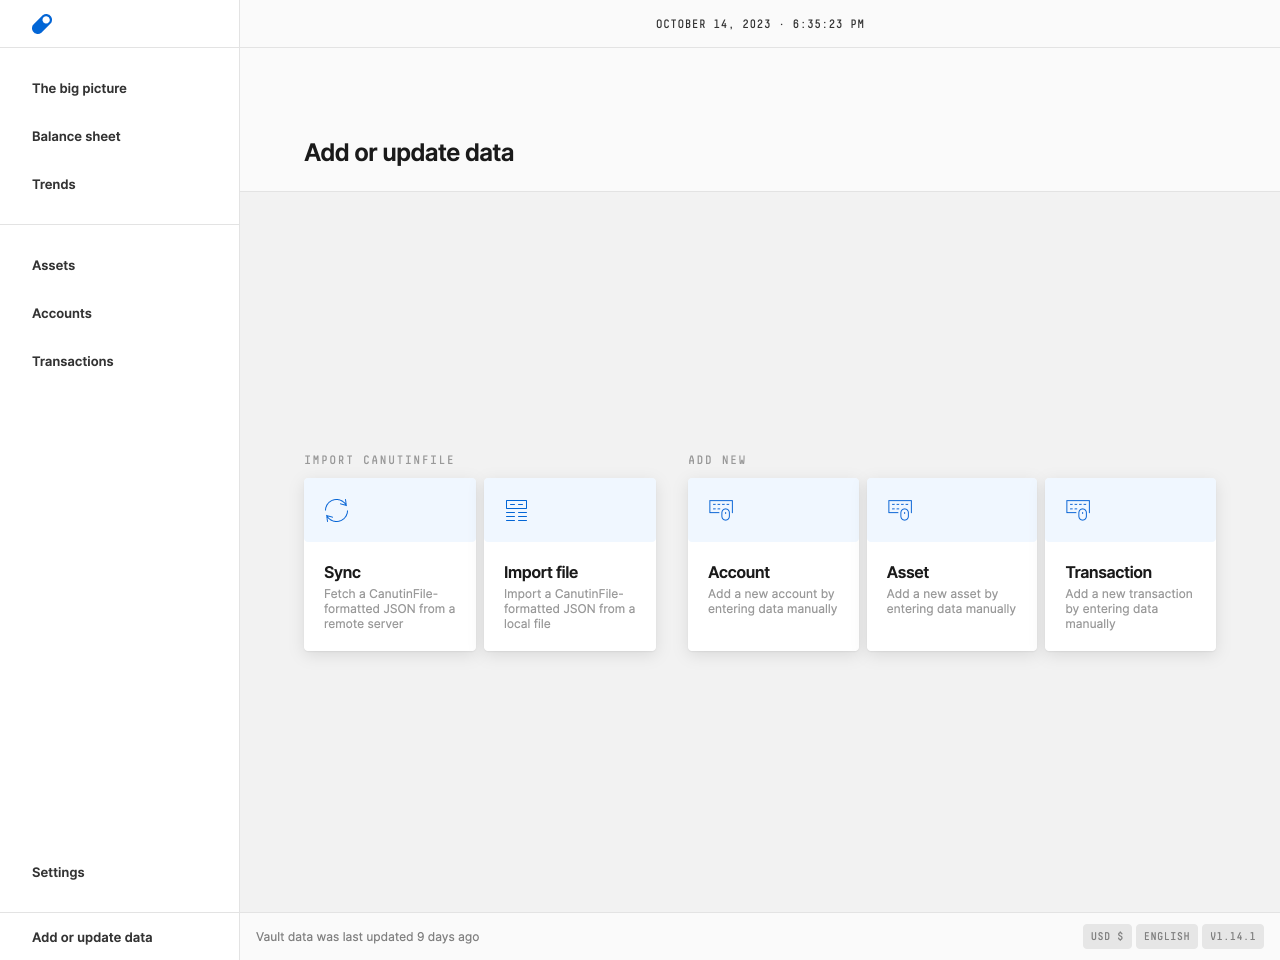 OCTOBER 14, 2023 · 6:35:23 PM
The big picture
Balance sheet
Trends
Assets
Accounts
Transactions
Settings
Add or update data
Add or update data
IMPORT CANUTINFILE
Sync
Fetch a CanutinFile-
formatted JSON from a
remote server
Import file
Import a CanutinFile-
formatted JSON from a
local file
ADD NEW
Account
Add a new account by
entering data manually
Asset
Add a new asset by
entering data manually
Transaction
Add a new transaction
by entering data
manually
Vault data was last updated 9 days ago
USD $
ENGLISH
V1.14.1